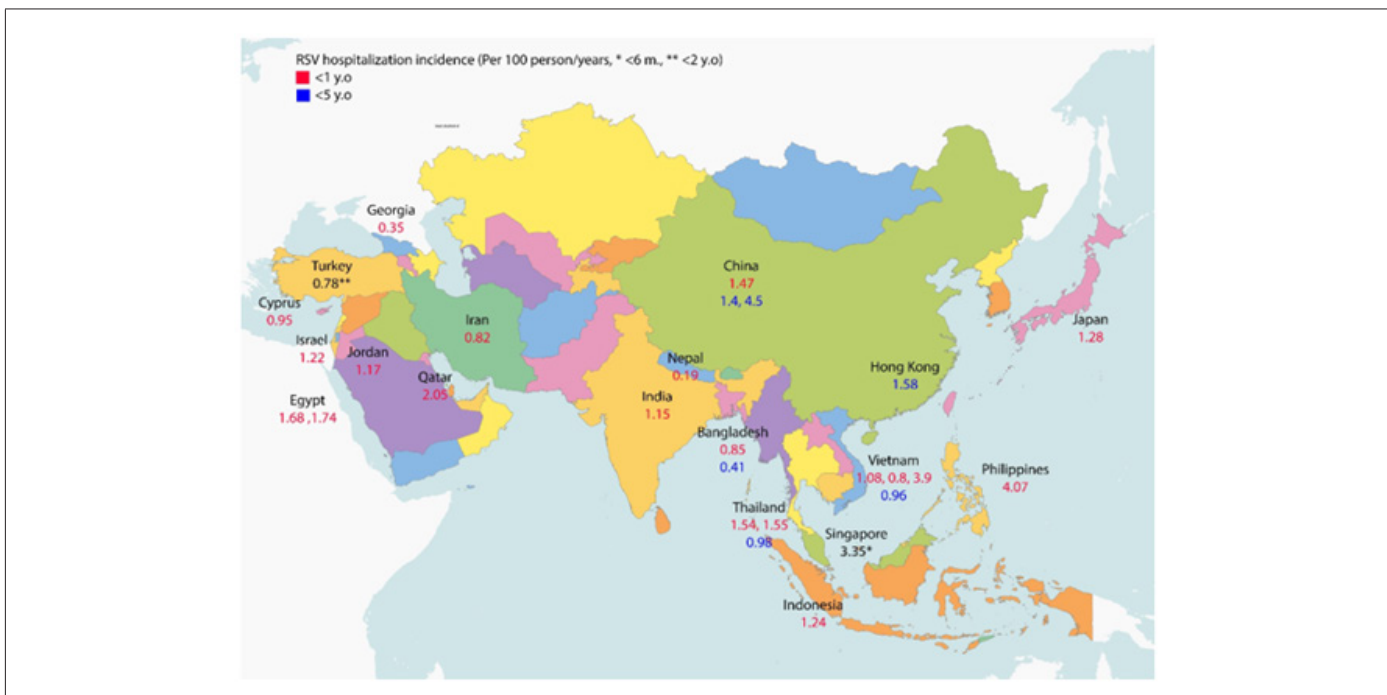 RSV hospitalization incidence (Per 100 person/years, * <6 m., ** <2 y.o)
<1 y.o
<5 y.o
Georgia
0.35
Turkey
0.78**
Cyprus
0.95
Israel
1.22
Jordan
1.17
Egypt
1.68 ,1.74
Qatar
2.05
Iran
0.82
China
1.47
1.4, 4.5
Japan
1.28
Hong Kong
1.58
Nepal
0.19
India
1.15
Bangladesh
0.85
0.41
Vietnam
1.08, 0.8, 3.9
0.96
Philippines
4.07
Thailand
1.54, 1.55
0.98
Singapore
3.35*
Indonesia
1.24